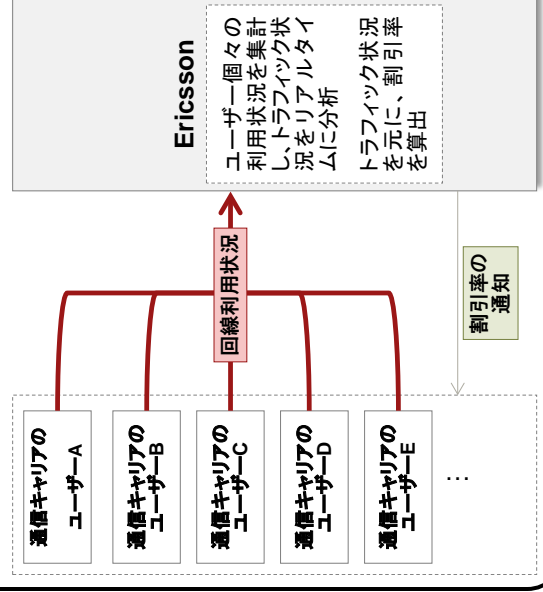 Ericsson
ユーザー個々の
利用状況を集計
し、トラフィック状
況をリアルタイ
ムに分析
トラフィック状況
を元に、割引率
を算出
回線利用状況
割引率の
通知
通信キャリアの
ユーザーA
通信キャリアの
ユーザーB
通信キャリアの
ユーザーC
通信キャリアの
ユーザーD
通信キャリアの
ユーザーE
…